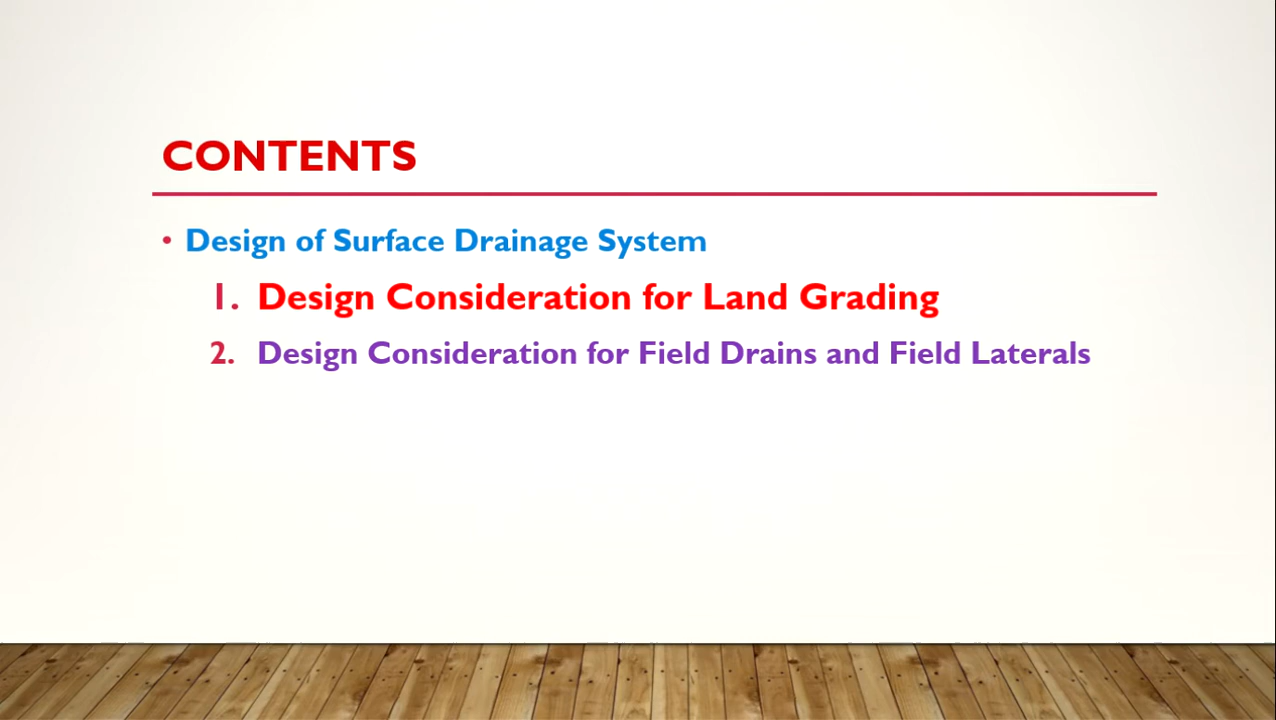 CONTENTS
• Design of Surface Drainage System
1. Design Consideration for Land Grading
2. Design Consideration for Field Drains and Field Laterals